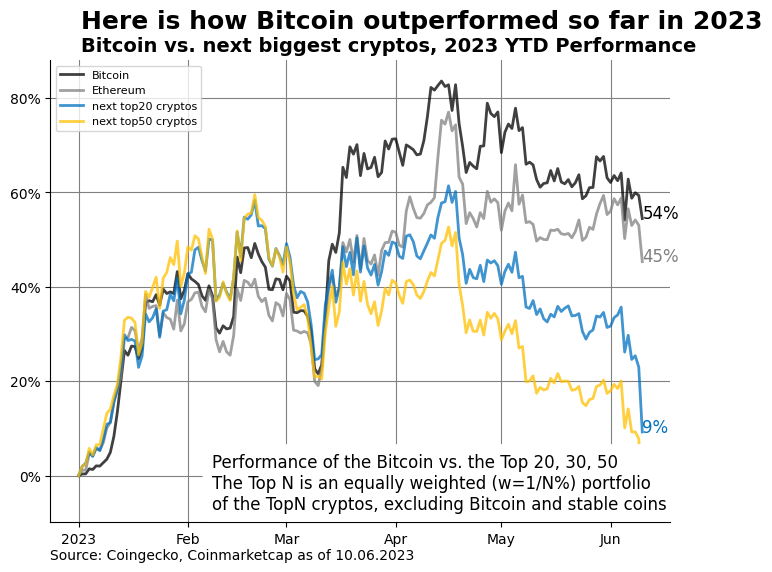 Here is how Bitcoin outperformed so far in 2023
Bitcoin vs. next biggest cryptos, 2023 YTD Performance
Bitcoin
Ethereum
next top20 cryptos
next top50 cryptos
80%
60%
40%
20%
0%
54%
45%
9%
Performance of the Bitcoin vs. the Top 20, 30, 50
The Top N is an equally weighted (w=1/N%) portfolio
of the TopN cryptos, excluding Bitcoin and stable coins
2023 Feb Mar Apr May Jun
Source: Coingecko, Coinmarketcap as of 10.06.2023